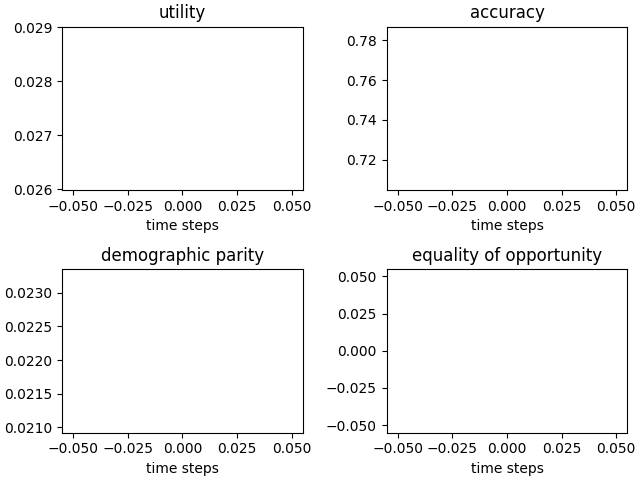 utility
0.029
0.028
0.027
0.026
−0.050 −0.025 0.000 0.025 0.050
time steps
accuracy
0.78
0.76
0.74
0.72
−0.050 −0.025 0.000 0.025 0.050
time steps
demographic parity
0.0230
0.0225
0.0220
0.0215
0.0210
−0.050 −0.025 0.000 0.025 0.050
time steps
equality of opportunity
0.050
0.025
0.000
−0.025
−0.050
−0.050 −0.025 0.000 0.025 0.050
time steps